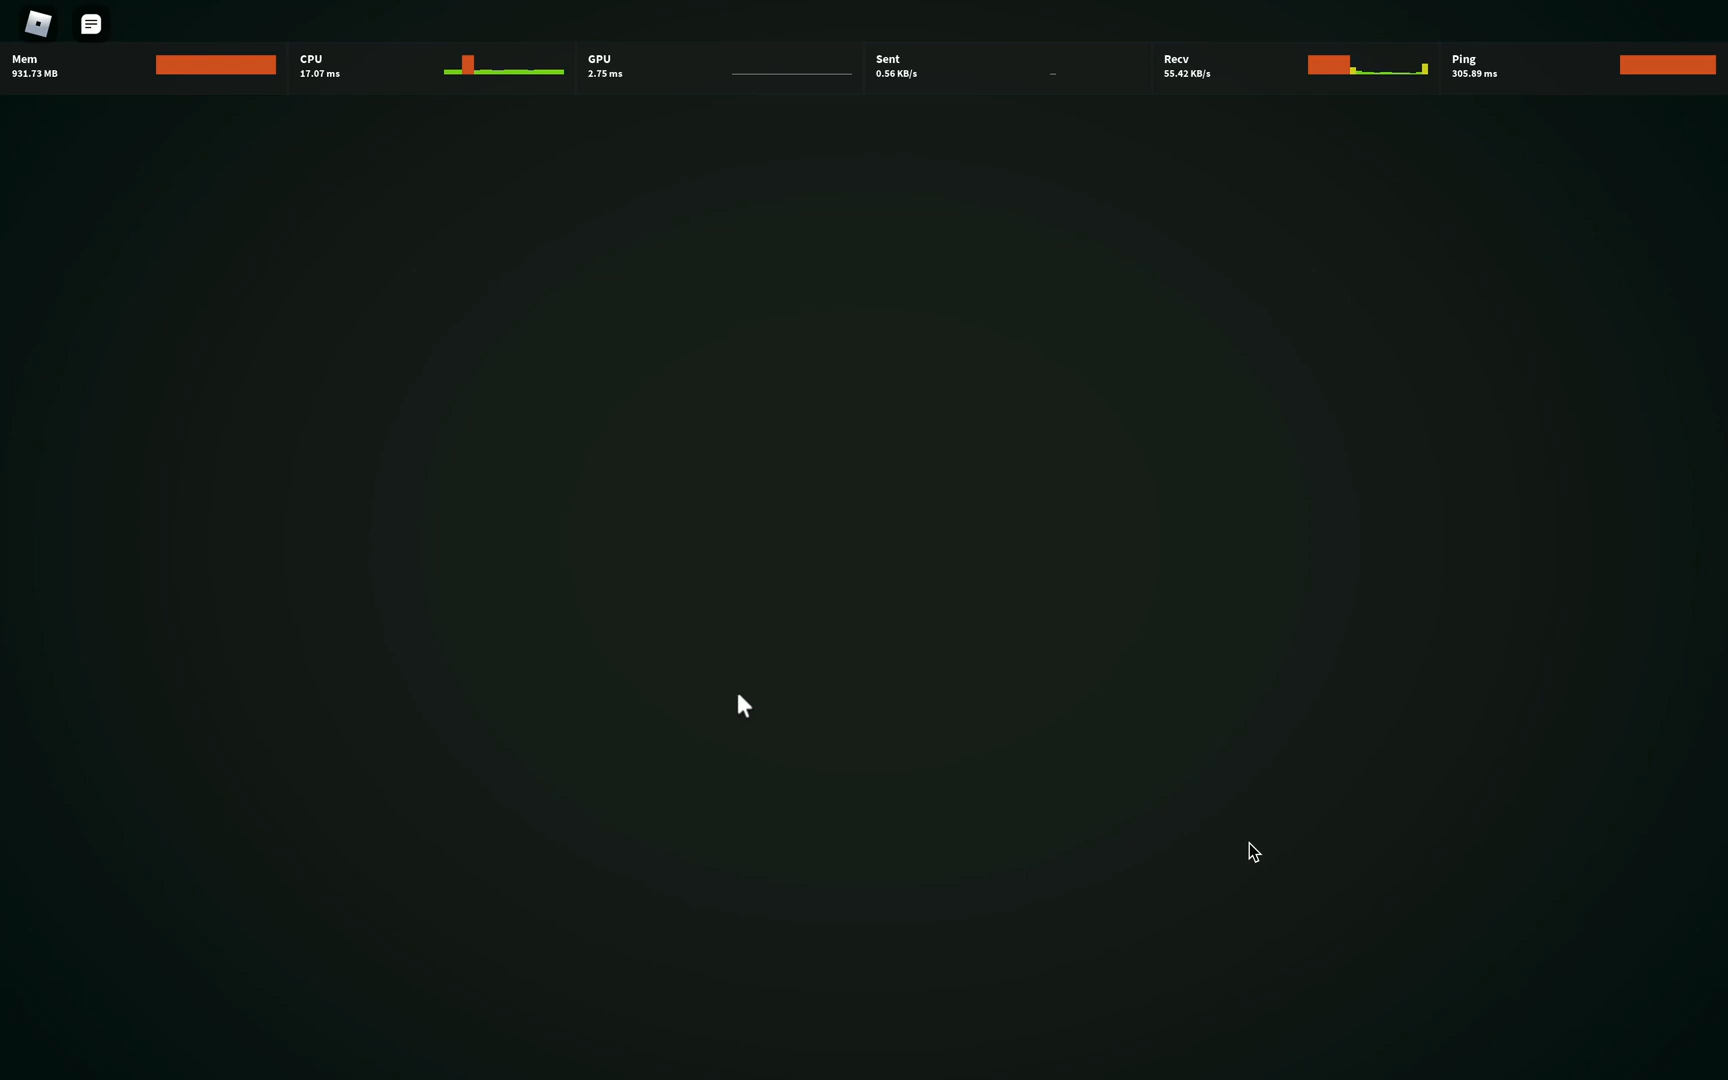 Mem
931.73 MB
CPU
17.07 ms
GPU
2.75 ms
Sent
0.56 KB/s
Recv
55.42 KB/s
Ping
305.89 ms